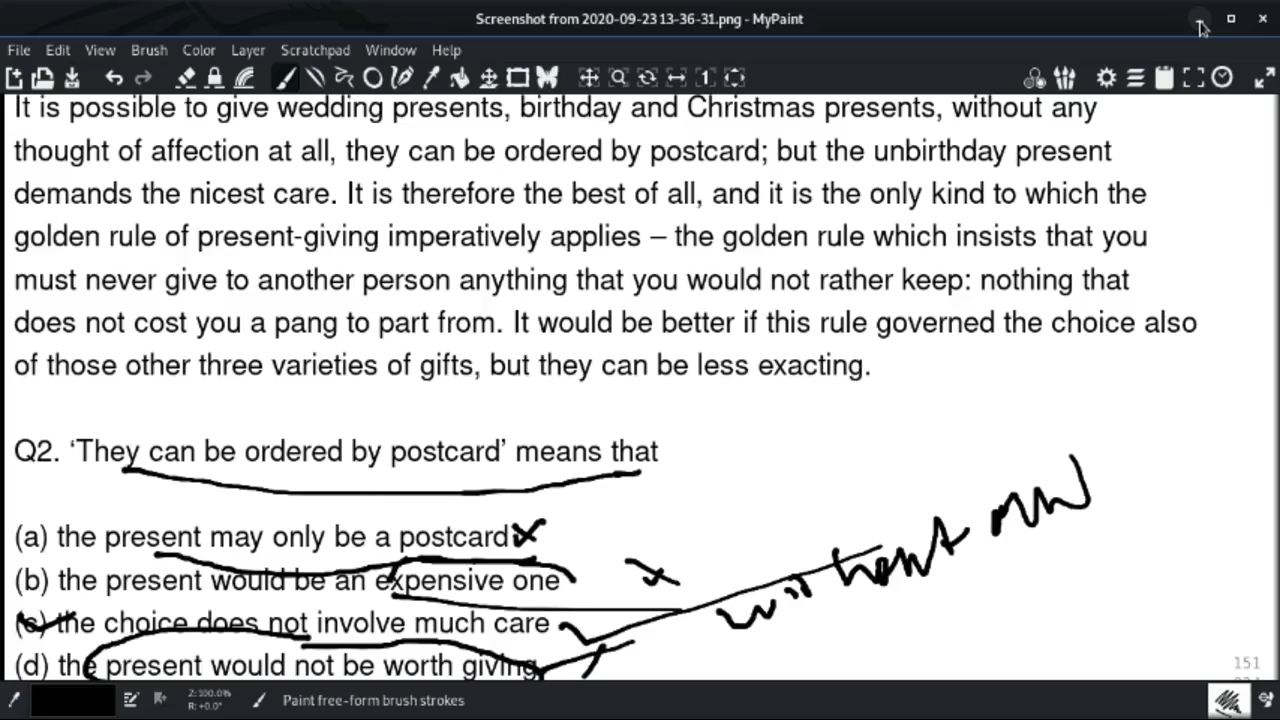 Screenshot from 2020-09-23 13-36-31.png - MyPaint
File Edit View Brush Color Layer Scratchpad Window Help
It is possible to give wedding presents, birthday and Christmas presents, without any
thought of affection at all, they can be ordered by postcard; but the unbirthday present
demands the nicest care. It is therefore the best of all, and it is the only kind to which the
golden rule of present-giving imperatively applies – the golden rule which insists that you
must never give to another person anything that you would not rather keep: nothing that
does not cost you a pang to part from. It would be better if this rule governed the choice also
of those other three varieties of gifts, but they can be less exacting.
Q2. ‘They can be ordered by postcard’ means that
(a) the present may only be a postcard
(b) the present would be an expensive one
(c) the choice does not involve much care
(d) the present would not be worth giving
without
151
Z: 100.0%
R: +0.0°
Paint free-form brush strokes